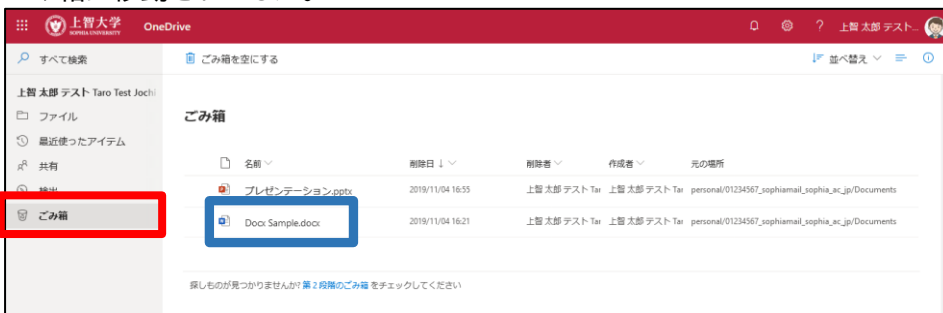 上智大学 OneDrive 上智 太郎 テスト...
SOPHIA UNIVERSITY
すべて検索 ごみ箱を空にする 並べ替え
上智 太郎 テスト Taro Test Jochi
ファイル
ごみ箱
最近使ったアイテム
共有
名前 削除日 ↓ 削除者 作成者 元の場所
プレゼンテーション.pptx 2019/11/04 16:55 上智 太郎 テスト Tar 上智 太郎 テスト Tar personal/01234567_sophiamail_sophia_ac_jp/Documents
ごみ箱
Docx Sample.docx 2019/11/04 16:21 上智 太郎 テスト Tar 上智 太郎 テスト Tar personal/01234567_sophiamail_sophia_ac_jp/Documents
探しものが見つかりませんか? 第 2 段階のごみ箱 をチェックしてください